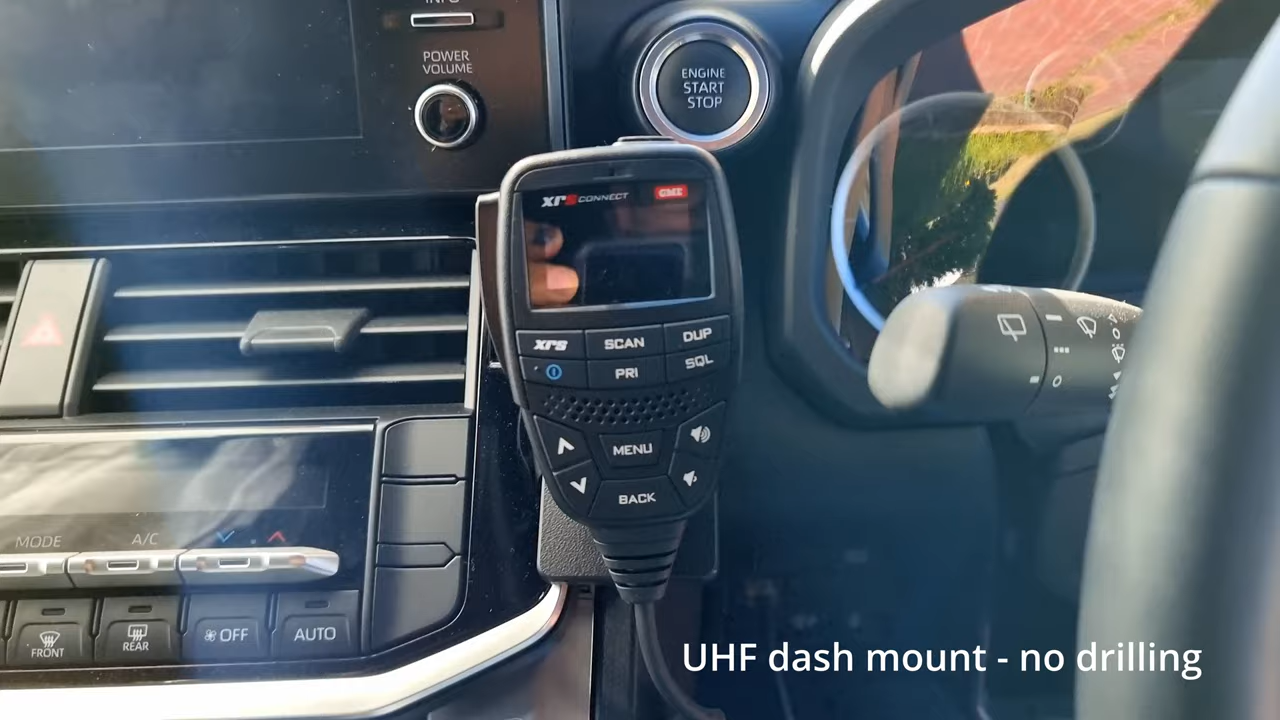 INFO
POWER
VOLUME
ENGINE
START
STOP
xrs CONNECT
GME
xrs
SCAN
DUP
PRI
SQL
MENU
BACK
MODE
A/C
FRONT
REAR
OFF
AUTO
UHF dash mount - no drilling